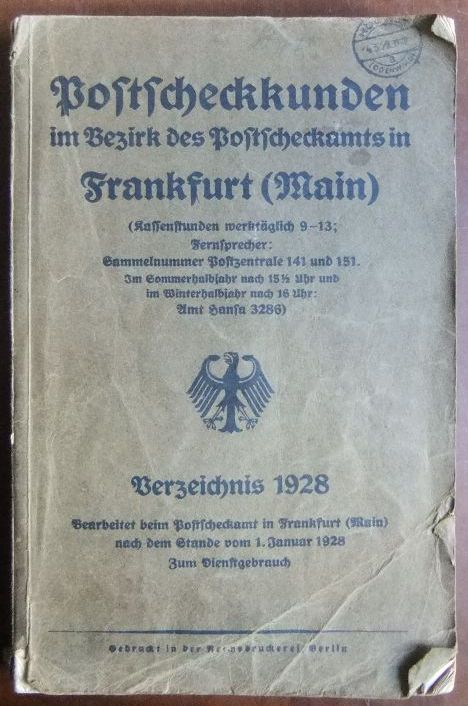 Postscheckkunden
im Bezirk des Postscheckamts in
Frankfurt (Main)
(Kassenstunden werktäglich 9–13;
Fernsprecher:
Sammelnummer Postzentrale 141 und 151.
Im Sommerhalbjahr nach 15½ Uhr und
im Winterhalbjahr nach 16 Uhr:
Amt Hansa 3286)
Verzeichnis 1928
Bearbeitet beim Postscheckamt in Frankfurt (Main)
nach dem Stande vom 1. Januar 1928
Zum Dienstgebrauch
Gedruckt in der Reichsdruckerei, Berlin
(ODENWALD)